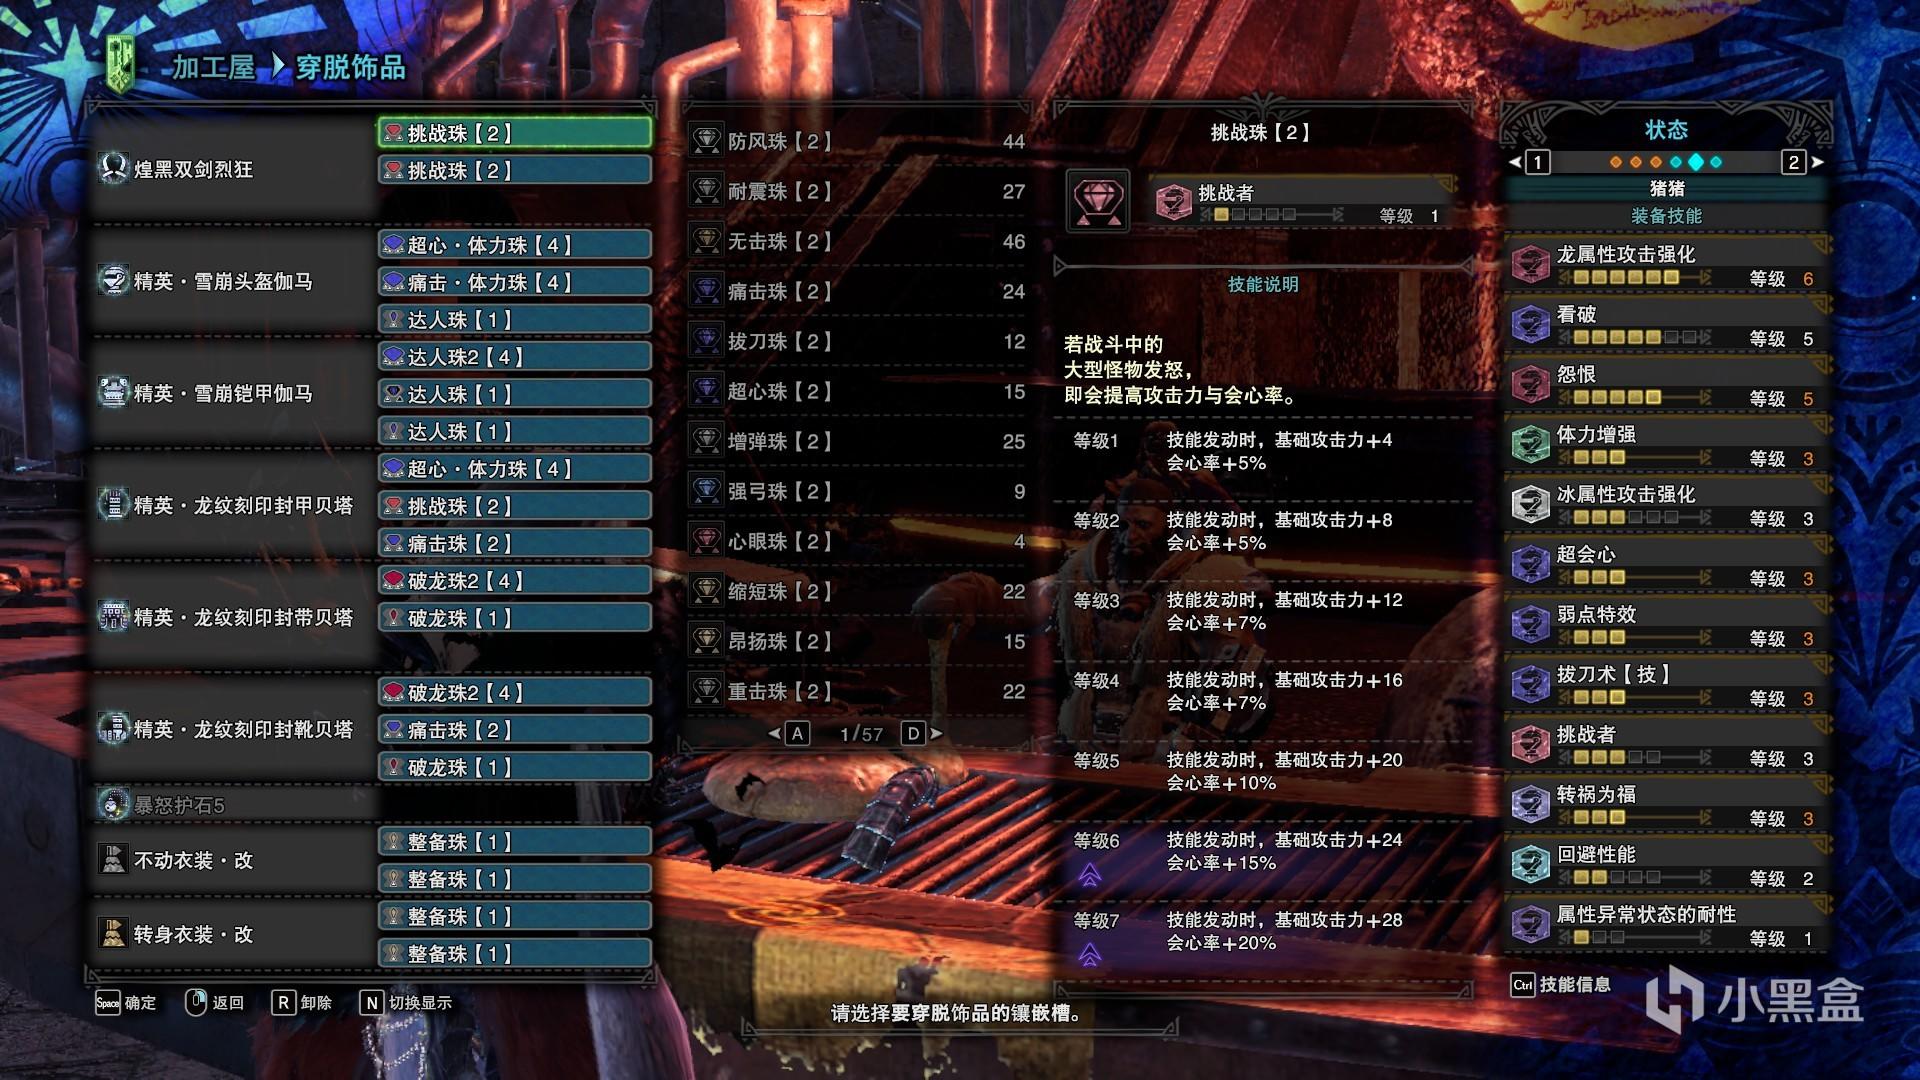 加工屋 穿脱饰品
煌黑双剑烈狂
挑战珠【2】
挑战珠【2】
精英・雪崩头盔伽马
超心・体力珠【4】
痛击・体力珠【4】
达人珠【1】
精英・雪崩铠甲伽马
达人珠2【4】
达人珠【1】
达人珠【1】
精英・龙纹刻印封甲贝塔
超心・体力珠【4】
挑战珠【2】
痛击珠【2】
精英・龙纹刻印封带贝塔
破龙珠2【4】
破龙珠【1】
精英・龙纹刻印封靴贝塔
破龙珠2【4】
痛击珠【2】
破龙珠【1】
暴怒护石5
不动衣装・改
整备珠【1】
整备珠【1】
转身衣装・改
整备珠【1】
整备珠【1】
Space 确定 返回 R 卸除 N 切换显示
防风珠【2】 44
耐震珠【2】 27
无击珠【2】 46
痛击珠【2】 24
拔刀珠【2】 12
超心珠【2】 15
增弹珠【2】 25
强弓珠【2】 9
心眼珠【2】 4
缩短珠【2】 22
昂扬珠【2】 15
重击珠【2】 22
A 1/57 D
挑战珠【2】
挑战者
等级 1
技能说明
若战斗中的
大型怪物发怒，
即会提高攻击力与会心率。
等级1 技能发动时，基础攻击力+4
会心率+5%
等级2 技能发动时，基础攻击力+8
会心率+5%
等级3 技能发动时，基础攻击力+12
会心率+7%
等级4 技能发动时，基础攻击力+16
会心率+7%
等级5 技能发动时，基础攻击力+20
会心率+10%
等级6 技能发动时，基础攻击力+24
会心率+15%
等级7 技能发动时，基础攻击力+28
会心率+20%
请选择要穿脱饰品的镶嵌槽。
状态
1 2
猪猪
装备技能
龙属性攻击强化
等级 6
看破
等级 5
怨恨
等级 5
体力增强
等级 3
冰属性攻击强化
等级 3
超会心
等级 3
弱点特效
等级 3
拔刀术【技】
等级 3
挑战者
等级 3
转祸为福
等级 3
回避性能
等级 2
属性异常状态的耐性
等级 1
Ctrl 技能信息
小黑盒